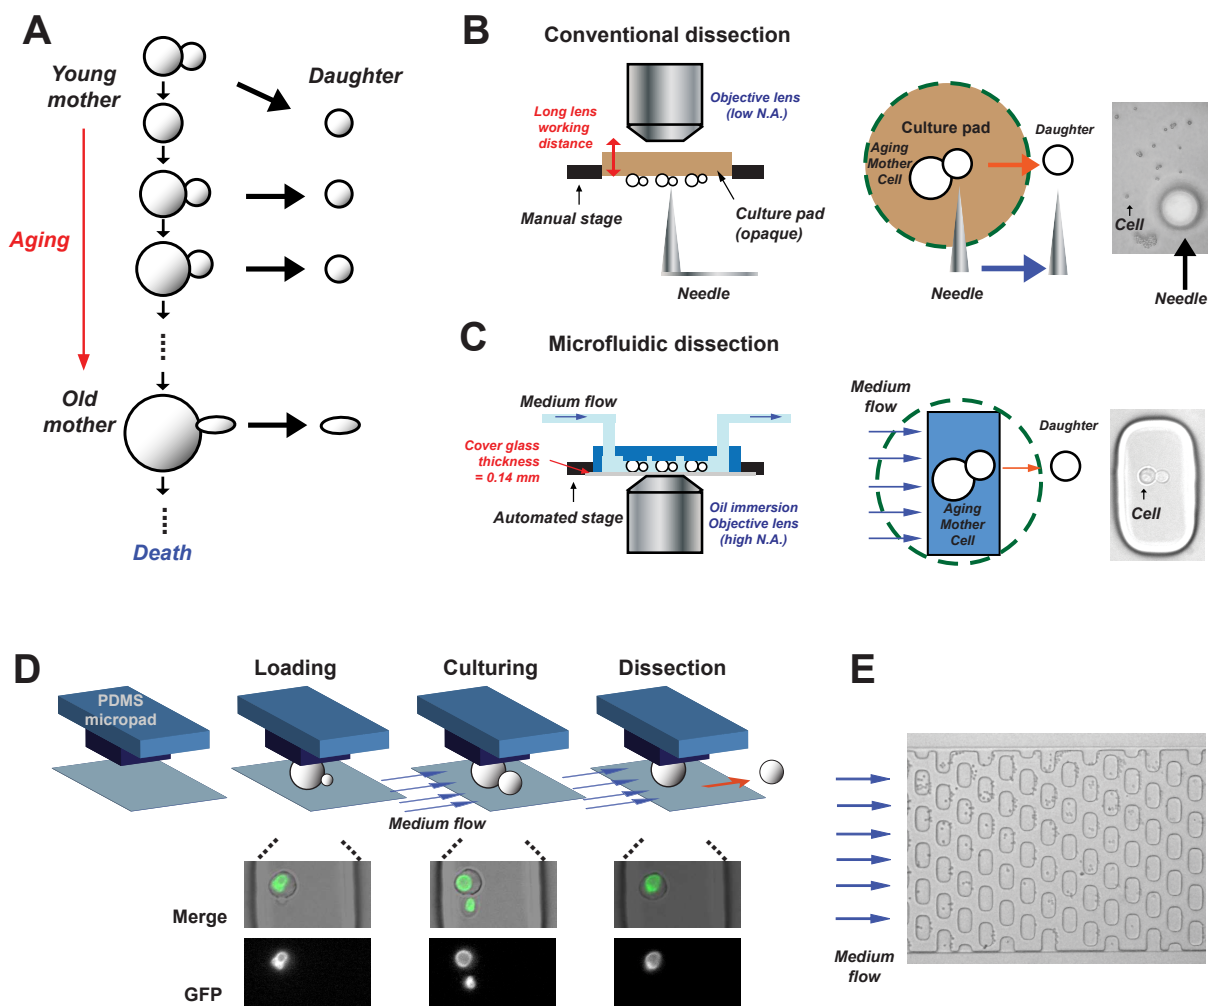 A
Young
mother
Daughter
Aging
Old
mother
Death
B
Conventional dissection
Objective lens
(low N.A.)
Long lens
working
distance
Manual stage
Culture pad
(opaque)
Needle
Culture pad
Aging
Mother
Cell
Daughter
Needle
Cell
Needle
C
Microfluidic dissection
Medium flow
Cover glass
thickness
= 0.14 mm
Automated stage
Oil immersion
Objective lens
(high N.A.)
Medium
flow
Aging
Mother
Cell
Daughter
Cell
D
Loading
Culturing
Dissection
PDMS
micropad
Medium flow
Merge
GFP
E
Medium
flow